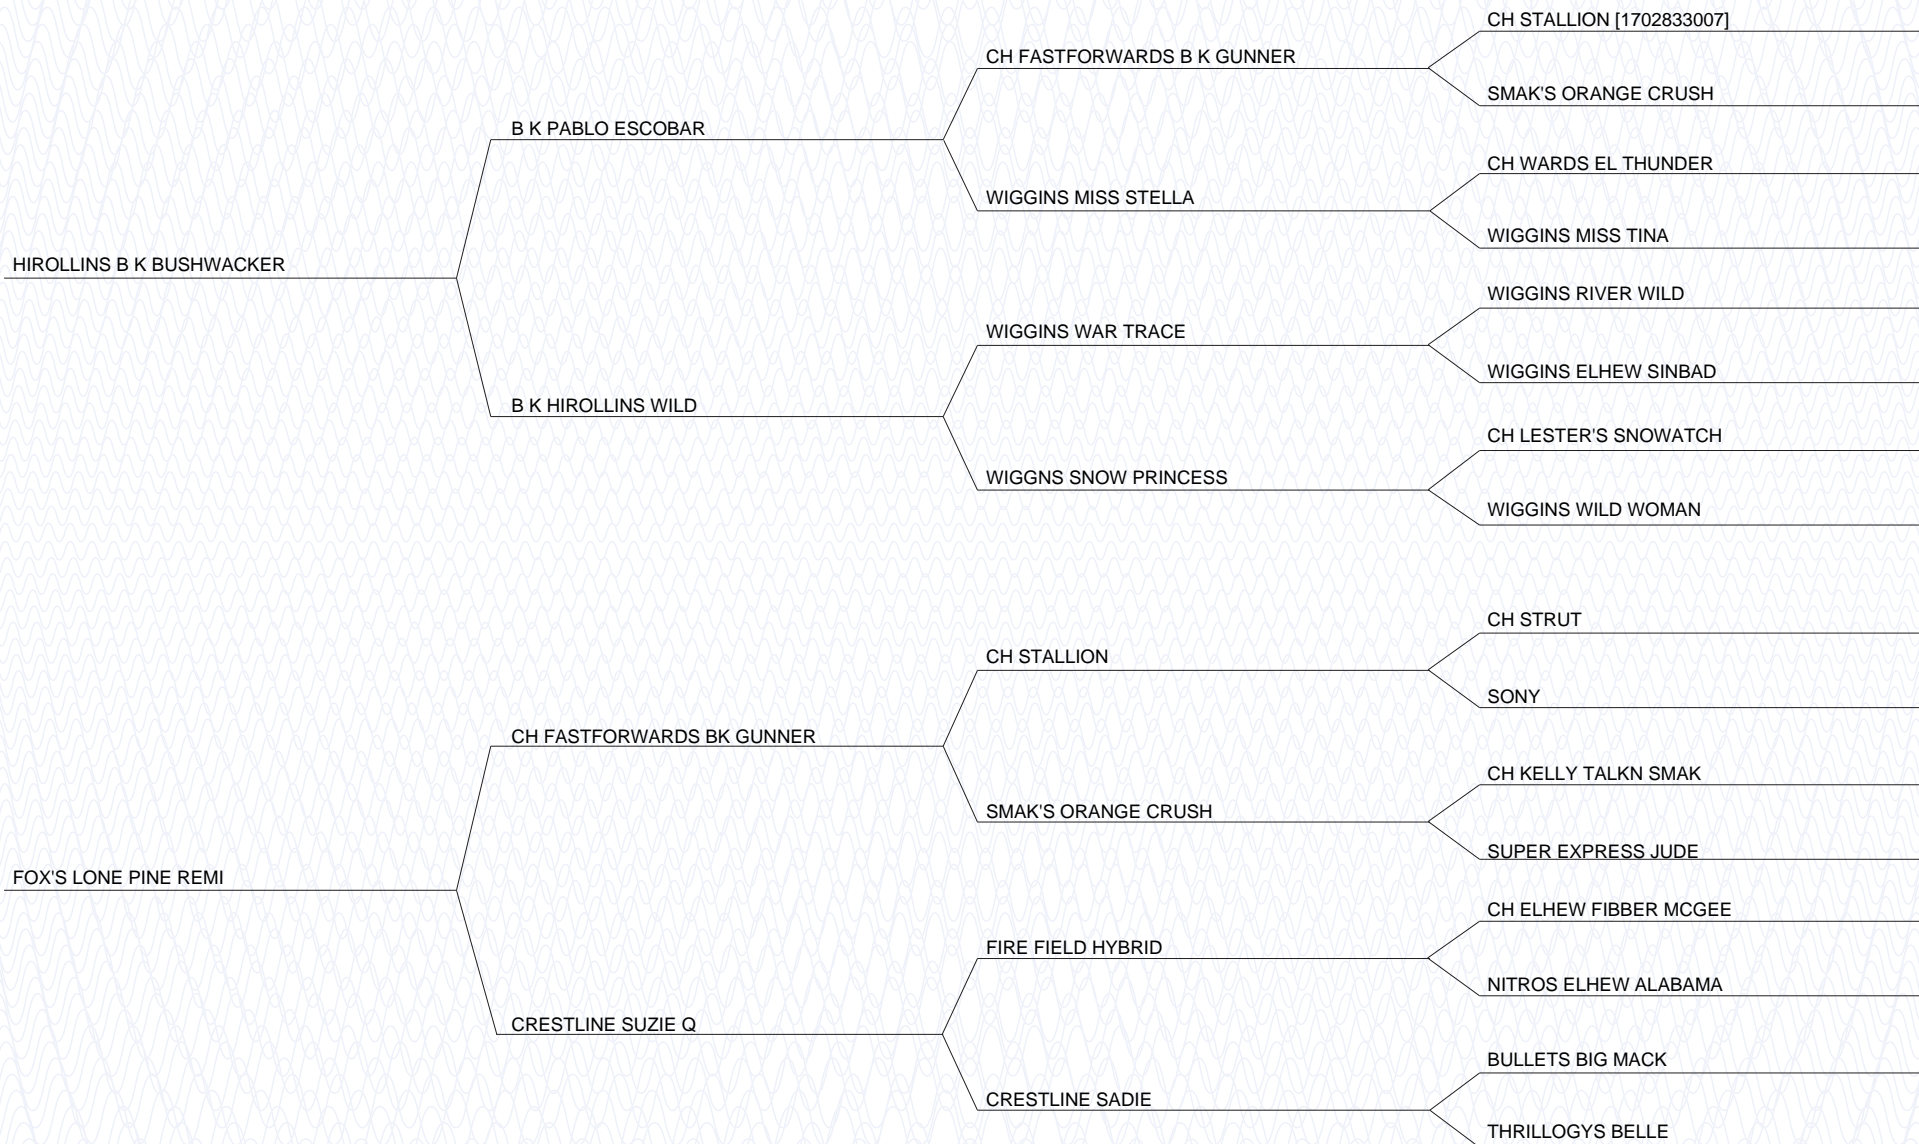 CH STALLION [1702833007]
CH FASTFORWARDS B K GUNNER
SMAK'S ORANGE CRUSH
B K PABLO ESCOBAR
CH WARDS EL THUNDER
WIGGINS MISS STELLA
WIGGINS MISS TINA
HIROLLINS B K BUSHWACKER
WIGGINS RIVER WILD
WIGGINS WAR TRACE
WIGGINS ELHEW SINBAD
B K HIROLLINS WILD
CH LESTER'S SNOWATCH
WIGGNS SNOW PRINCESS
WIGGINS WILD WOMAN
CH STRUT
CH STALLION
SONY
CH FASTFORWARDS BK GUNNER
CH KELLY TALKN SMAK
SMAK'S ORANGE CRUSH
SUPER EXPRESS JUDE
FOX'S LONE PINE REMI
CH ELHEW FIBBER MCGEE
FIRE FIELD HYBRID
NITROS ELHEW ALABAMA
CRESTLINE SUZIE Q
BULLETS BIG MACK
CRESTLINE SADIE
THRILLOGYS BELLE